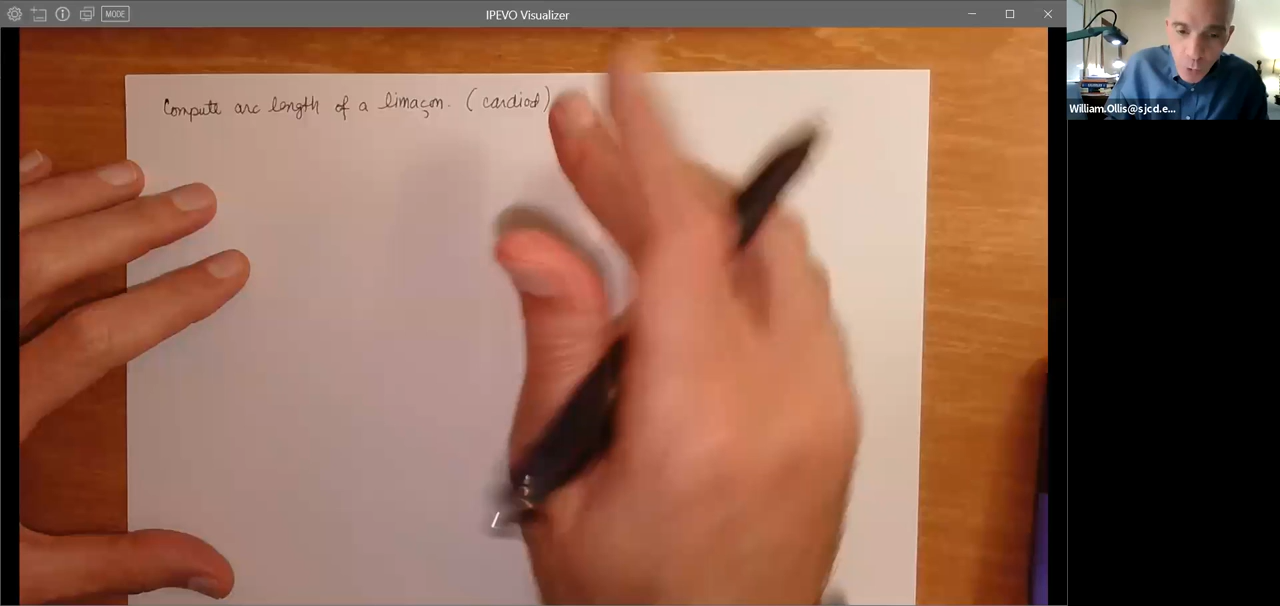 IPEVO Visualizer
MODE
Compute arc length of a limaçon. (cardiod)
William.Ollis@sjcd.e...